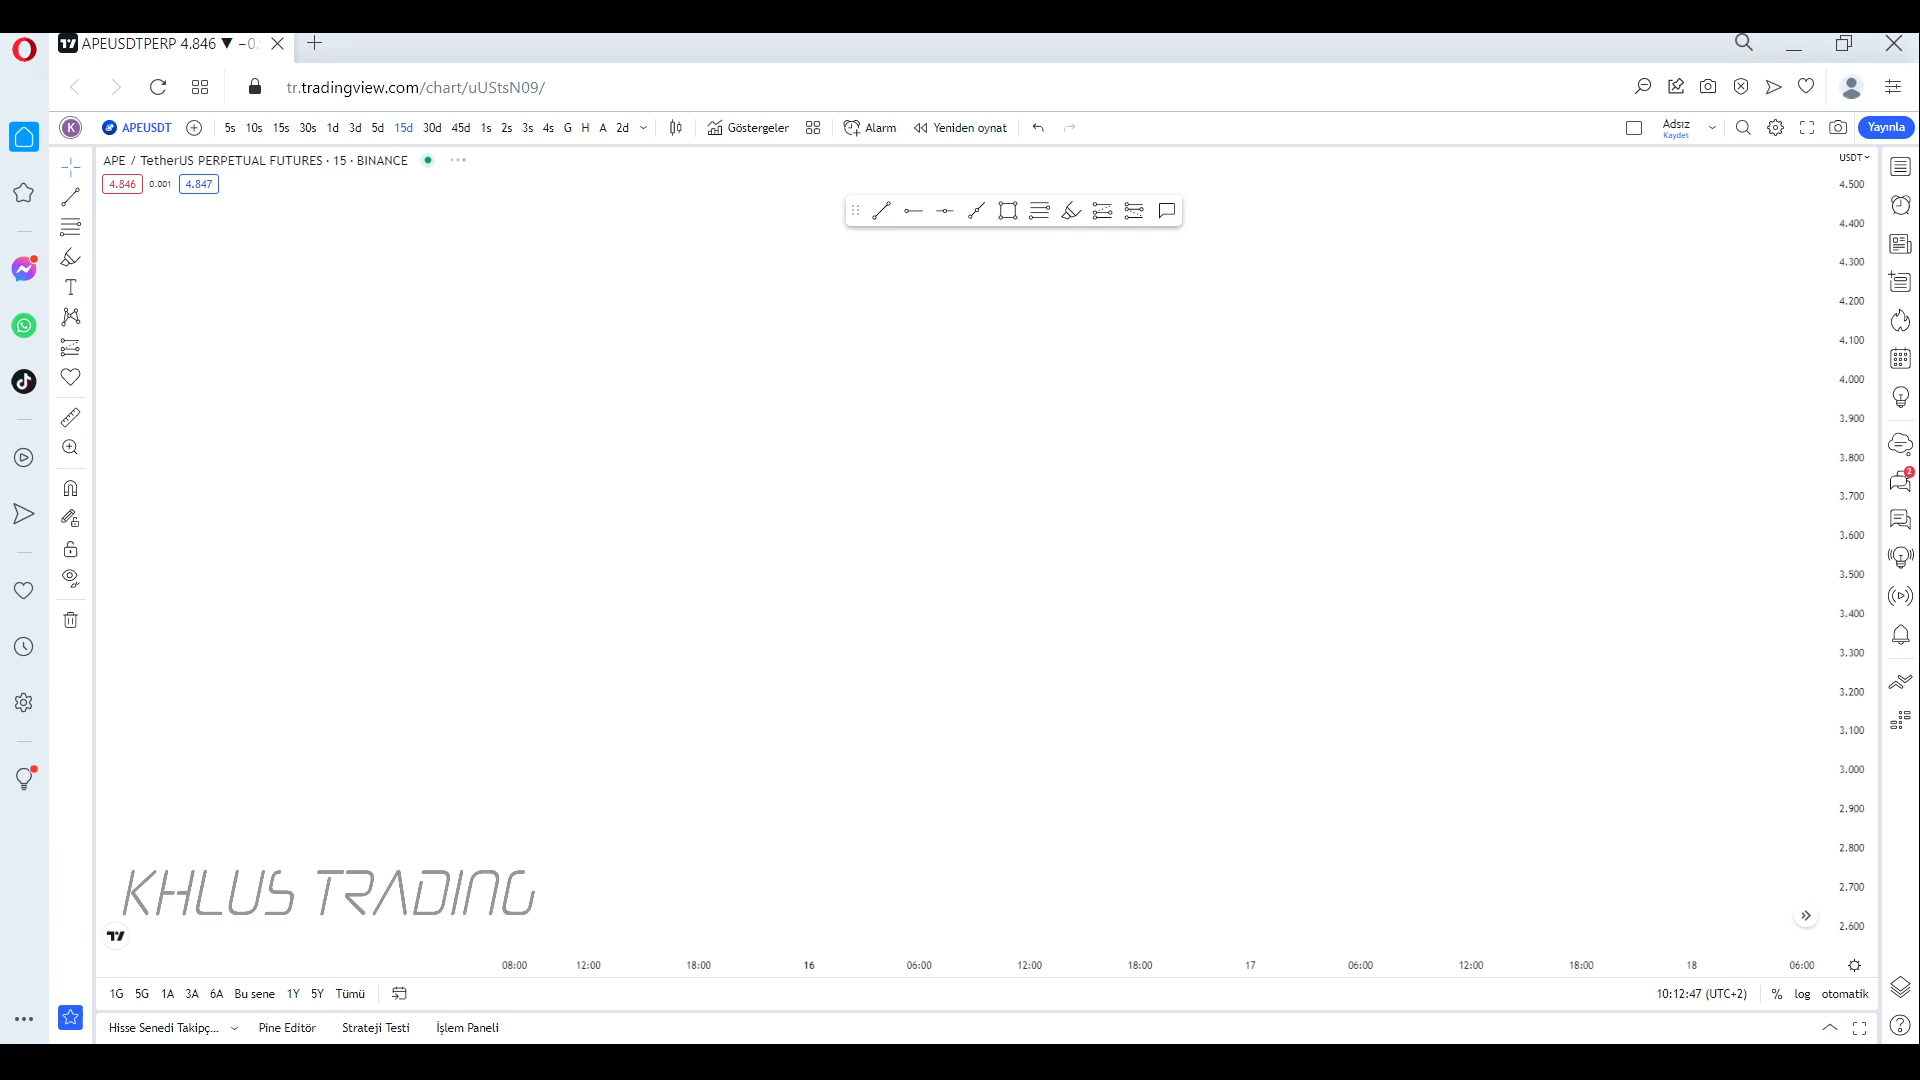 APEUSDTPERP 4.846 ▼ −0.
tr.tradingview.com/chart/uUStsN09/
K
APEUSDT
5s 10s 15s 30s 1d 3d 5d 15d 30d 45d 1s 2s 3s 4s G H A 2d
Göstergeler
Alarm
Yeniden oynat
Adsız
Kaydet
Yayınla
APE / TetherUS PERPETUAL FUTURES · 15 · BINANCE
USDT
4.846 0.001 4.847
4.500
4.400
4.300
4.200
4.100
4.000
3.900
3.800
3.700
3.600
3.500
3.400
3.300
3.200
3.100
3.000
2.900
2.800
2.700
2.600
2
KHLUS TRADING
08:00 12:00 18:00 16 06:00 12:00 18:00 17 06:00 12:00 18:00 18 06:00
1G 5G 1A 3A 6A Bu sene 1Y 5Y Tümü
10:12:47 (UTC+2) % log otomatik
Hisse Senedi Takipç... Pine Editör Strateji Testi İşlem Paneli